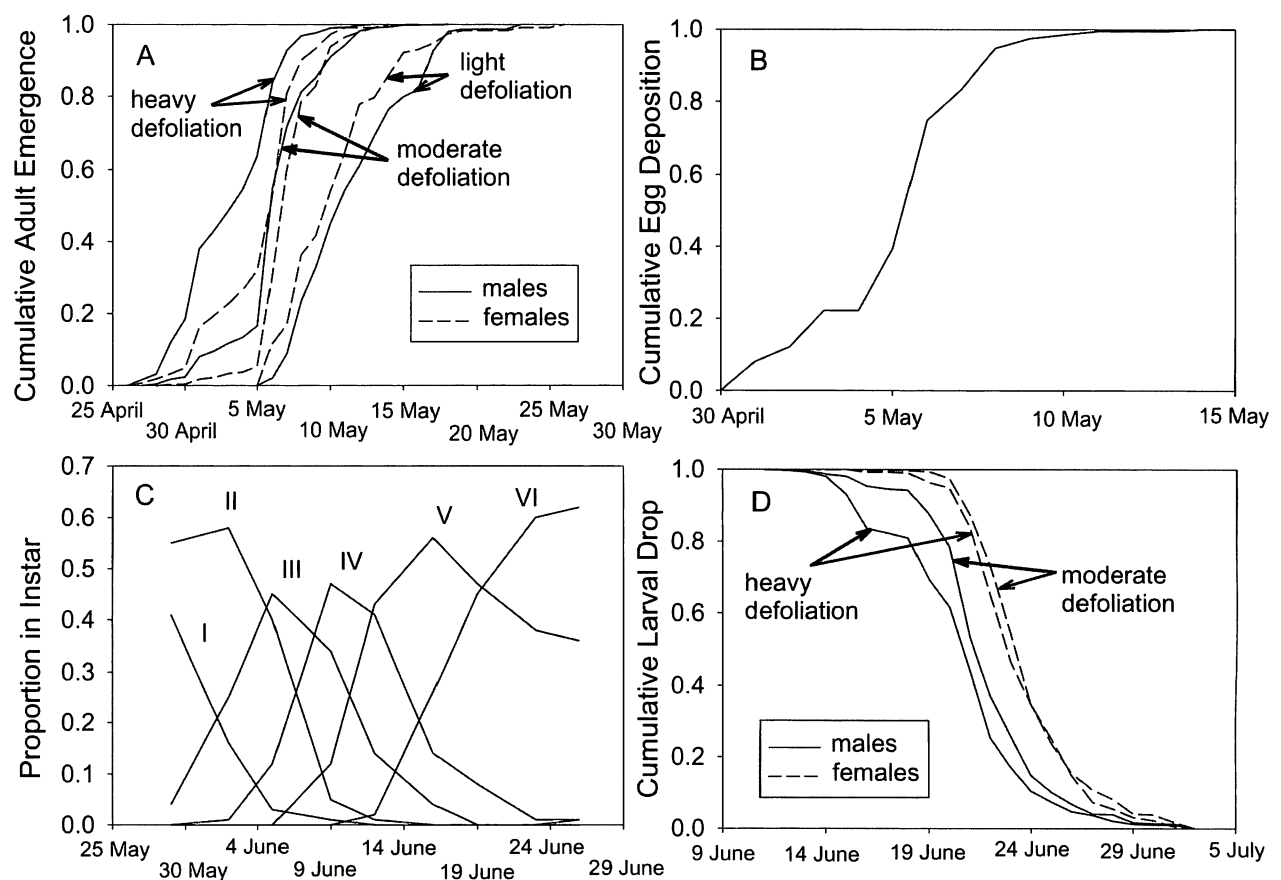 A
Cumulative Adult Emergence
1.0
0.8
0.6
0.4
0.2
0.0
heavy
defoliation
light
defoliation
moderate
defoliation
males
females
25 April
30 April
5 May
10 May
15 May
20 May
25 May
30 May
B
Cumulative Egg Deposition
1.0
0.8
0.6
0.4
0.2
0.0
30 April
5 May
10 May
15 May
C
Proportion in Instar
0.7
0.6
0.5
0.4
0.3
0.2
0.1
0.0
I
II
III
IV
V
VI
25 May
30 May
4 June
9 June
14 June
19 June
24 June
29 June
D
Cumulative Larval Drop
1.0
0.8
0.6
0.4
0.2
0.0
heavy
defoliation
moderate
defoliation
males
females
9 June
14 June
19 June
24 June
29 June
5 July